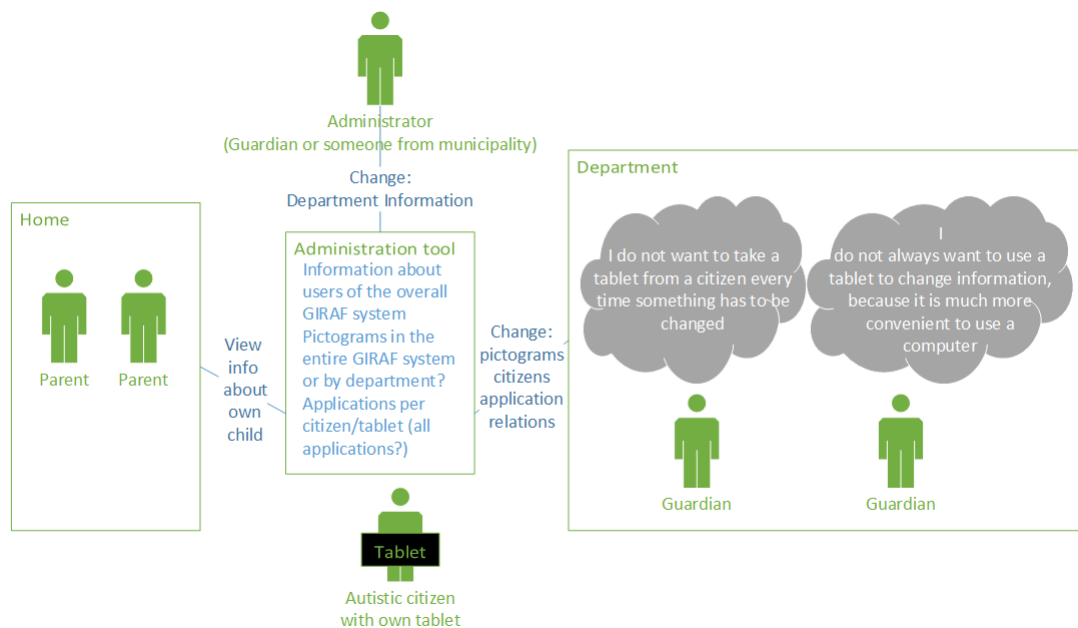 Administrator
(Guardian or someone from municipality)
Change:
Department Information
Home
Parent
Parent
View
info
about
own
child
Administration tool
Information about
users of the overall
GIRAF system
Pictograms in the
entire GIRAF system
or by department?
Applications per
citizen/tablet (all
applications?)
Change:
pictograms
citizens
application
relations
Department
I do not want to take a
tablet from a citizen every
time something has to be
changed
I
do not always want to use a
tablet to change information,
because it is much more
convenient to use a
computer
Guardian
Guardian
Tablet
Autistic citizen
with own tablet